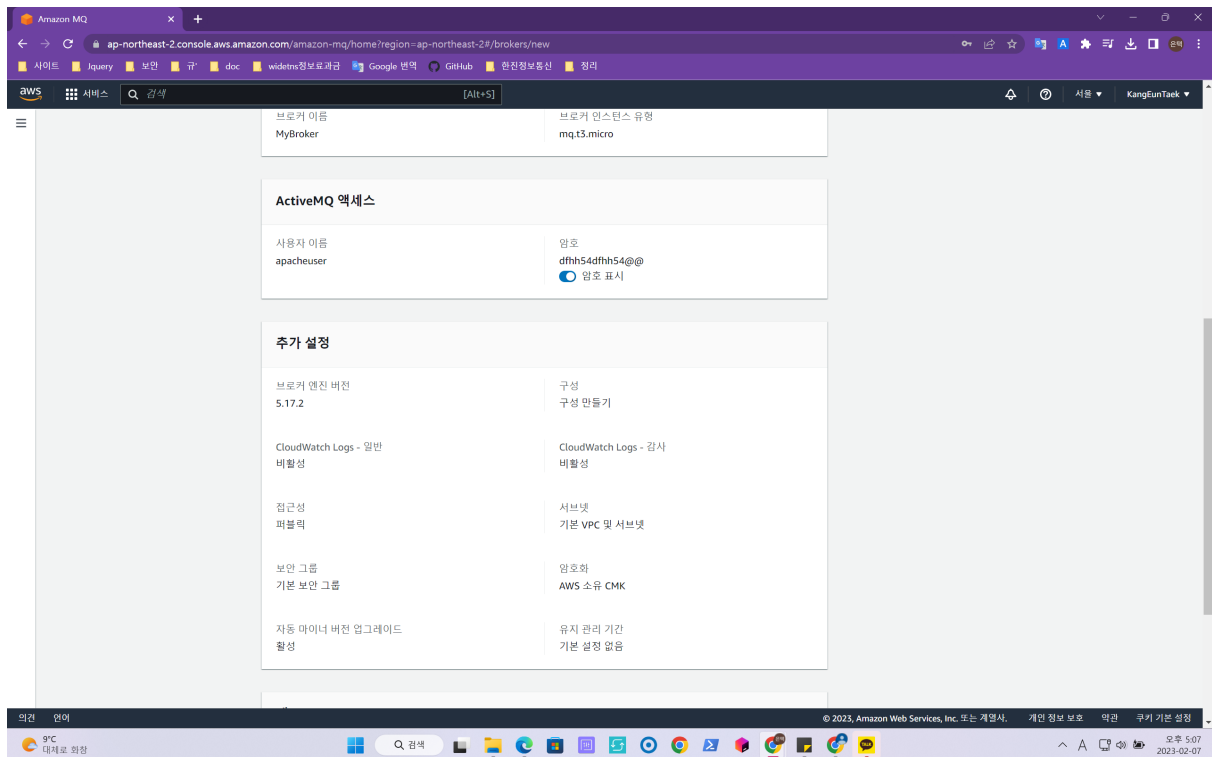 Amazon MQ
ap-northeast-2.console.aws.amazon.com/amazon-mq/home?region=ap-northeast-2#/brokers/new
은택
사이트 Jquery 보안 규' doc widetns정보료과금 Google 번역 GitHub 한진정보통신 정리
aws 서비스 검색 [Alt+S] 서울 KangEunTaek
브로커 이름 브로커 인스턴스 유형
MyBroker mq.t3.micro
ActiveMQ 액세스
사용자 이름 암호
apacheuser dfhh54dfhh54@@
암호 표시
추가 설정
브로커 엔진 버전 구성
5.17.2 구성 만들기
CloudWatch Logs - 일반 CloudWatch Logs - 감사
비활성 비활성
접근성 서브넷
퍼블릭 기본 VPC 및 서브넷
보안 그룹 암호화
기본 보안 그룹 AWS 소유 CMK
자동 마이너 버전 업그레이드 유지 관리 기간
활성 기본 설정 없음
의견 언어 © 2023, Amazon Web Services, Inc. 또는 계열사. 개인 정보 보호 약관 쿠키 기본 설정
9°C 검색 A 오후 5:07
대체로 화창 2023-02-07